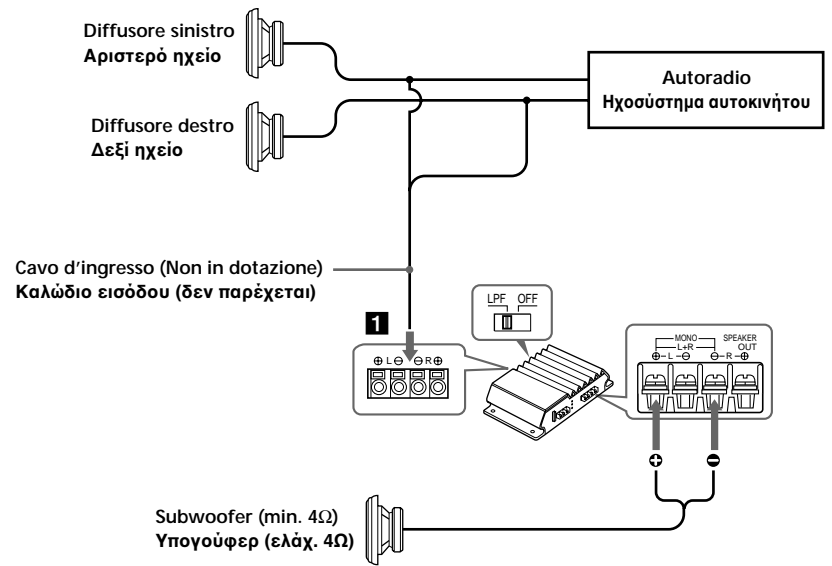 Diffusore sinistro
Αριστερό ηχείο
Autoradio
Ηχοσύστημα αυτοκινήτου
Diffusore destro
Δεξί ηχείο
Cavo d’ingresso (Non in dotazione)
Καλώδιο εισόδου (δεν παρέχεται)
1
⊕ L ⊖ ⊖ R ⊕
LPF OFF
MONO SPEAKER
L+R OUT
⊕ – L – ⊖ ⊖ – R – ⊕
+ –
Subwoofer (min. 4Ω)
Υπογούφερ (ελάχ. 4Ω)